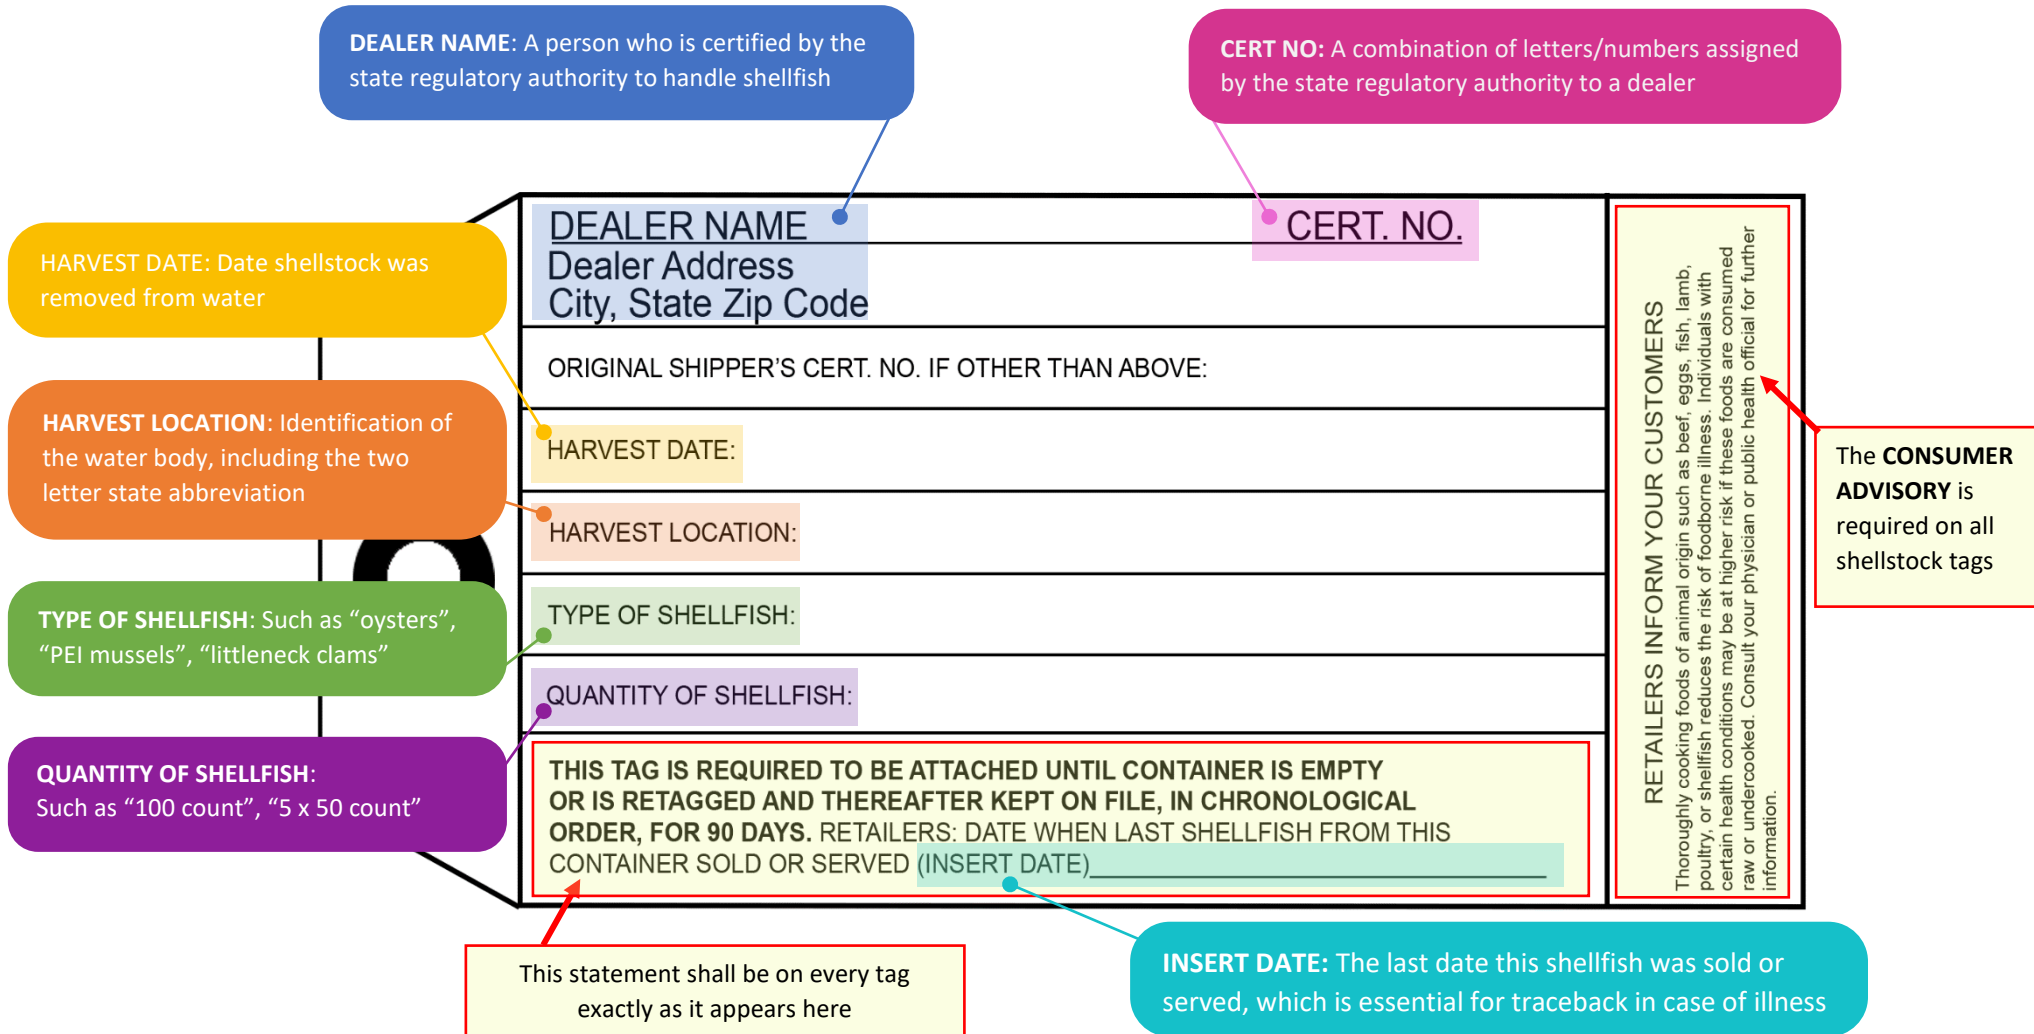 DEALER NAME: A person who is certified by the
state regulatory authority to handle shellfish
CERT NO: A combination of letters/numbers assigned
by the state regulatory authority to a dealer
HARVEST DATE: Date shellstock was
removed from water
HARVEST LOCATION: Identification of
the water body, including the two
letter state abbreviation
TYPE OF SHELLFISH: Such as “oysters”,
“PEI mussels”, “littleneck clams”
QUANTITY OF SHELLFISH:
Such as “100 count”, “5 x 50 count”
DEALER NAME
CERT. NO.
Dealer Address
City, State Zip Code
ORIGINAL SHIPPER’S CERT. NO. IF OTHER THAN ABOVE:
HARVEST DATE:
HARVEST LOCATION:
TYPE OF SHELLFISH:
QUANTITY OF SHELLFISH:
THIS TAG IS REQUIRED TO BE ATTACHED UNTIL CONTAINER IS EMPTY
OR IS RETAGGED AND THEREAFTER KEPT ON FILE, IN CHRONOLOGICAL
ORDER, FOR 90 DAYS. RETAILERS: DATE WHEN LAST SHELLFISH FROM THIS
CONTAINER SOLD OR SERVED (INSERT DATE)
RETAILERS INFORM YOUR CUSTOMERS
Thoroughly cooking foods of animal origin such as beef, eggs, fish, lamb,
poultry, or shellfish reduces the risk of foodborne illness. Individuals with
certain health conditions may be at higher risk if these foods are consumed
raw or undercooked. Consult your physician or public health official for further
information.
The CONSUMER
ADVISORY is
required on all
shellstock tags
This statement shall be on every tag
exactly as it appears here
INSERT DATE: The last date this shellfish was sold or
served, which is essential for traceback in case of illness